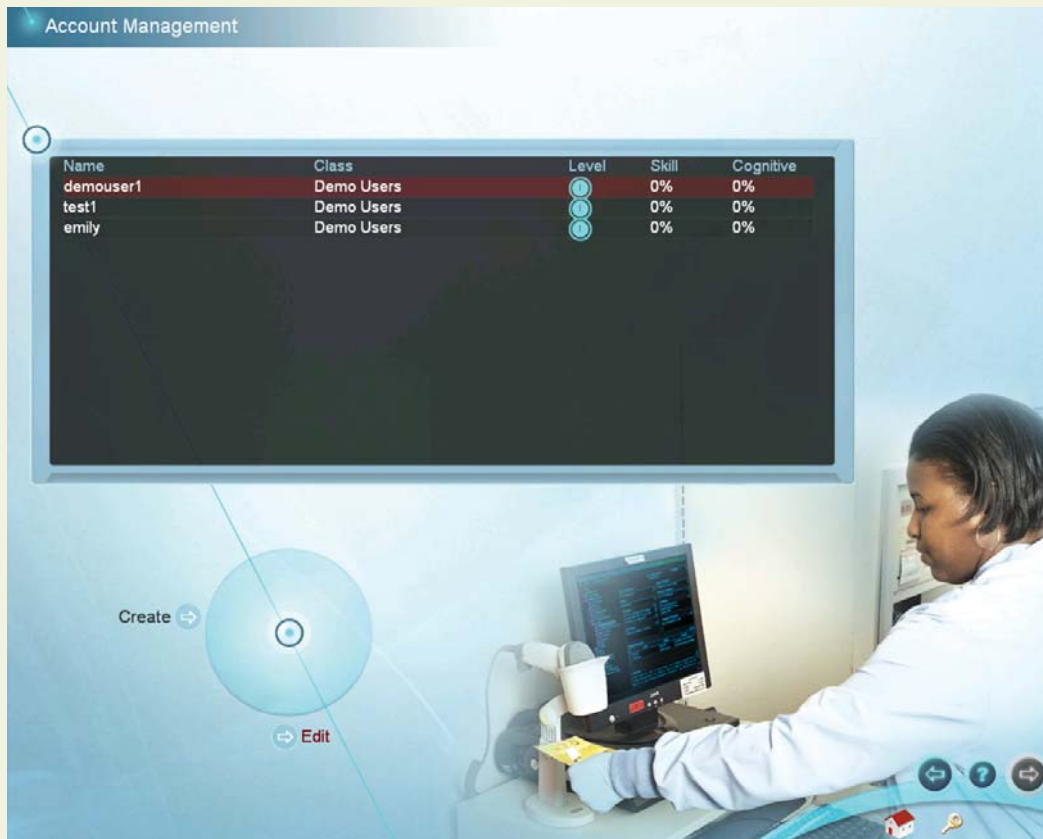 Account Management
Name Class Level Skill Cognitive
demouser1 Demo Users I 0% 0%
test1 Demo Users I 0% 0%
emily Demo Users I 0% 0%
Create
Edit
?